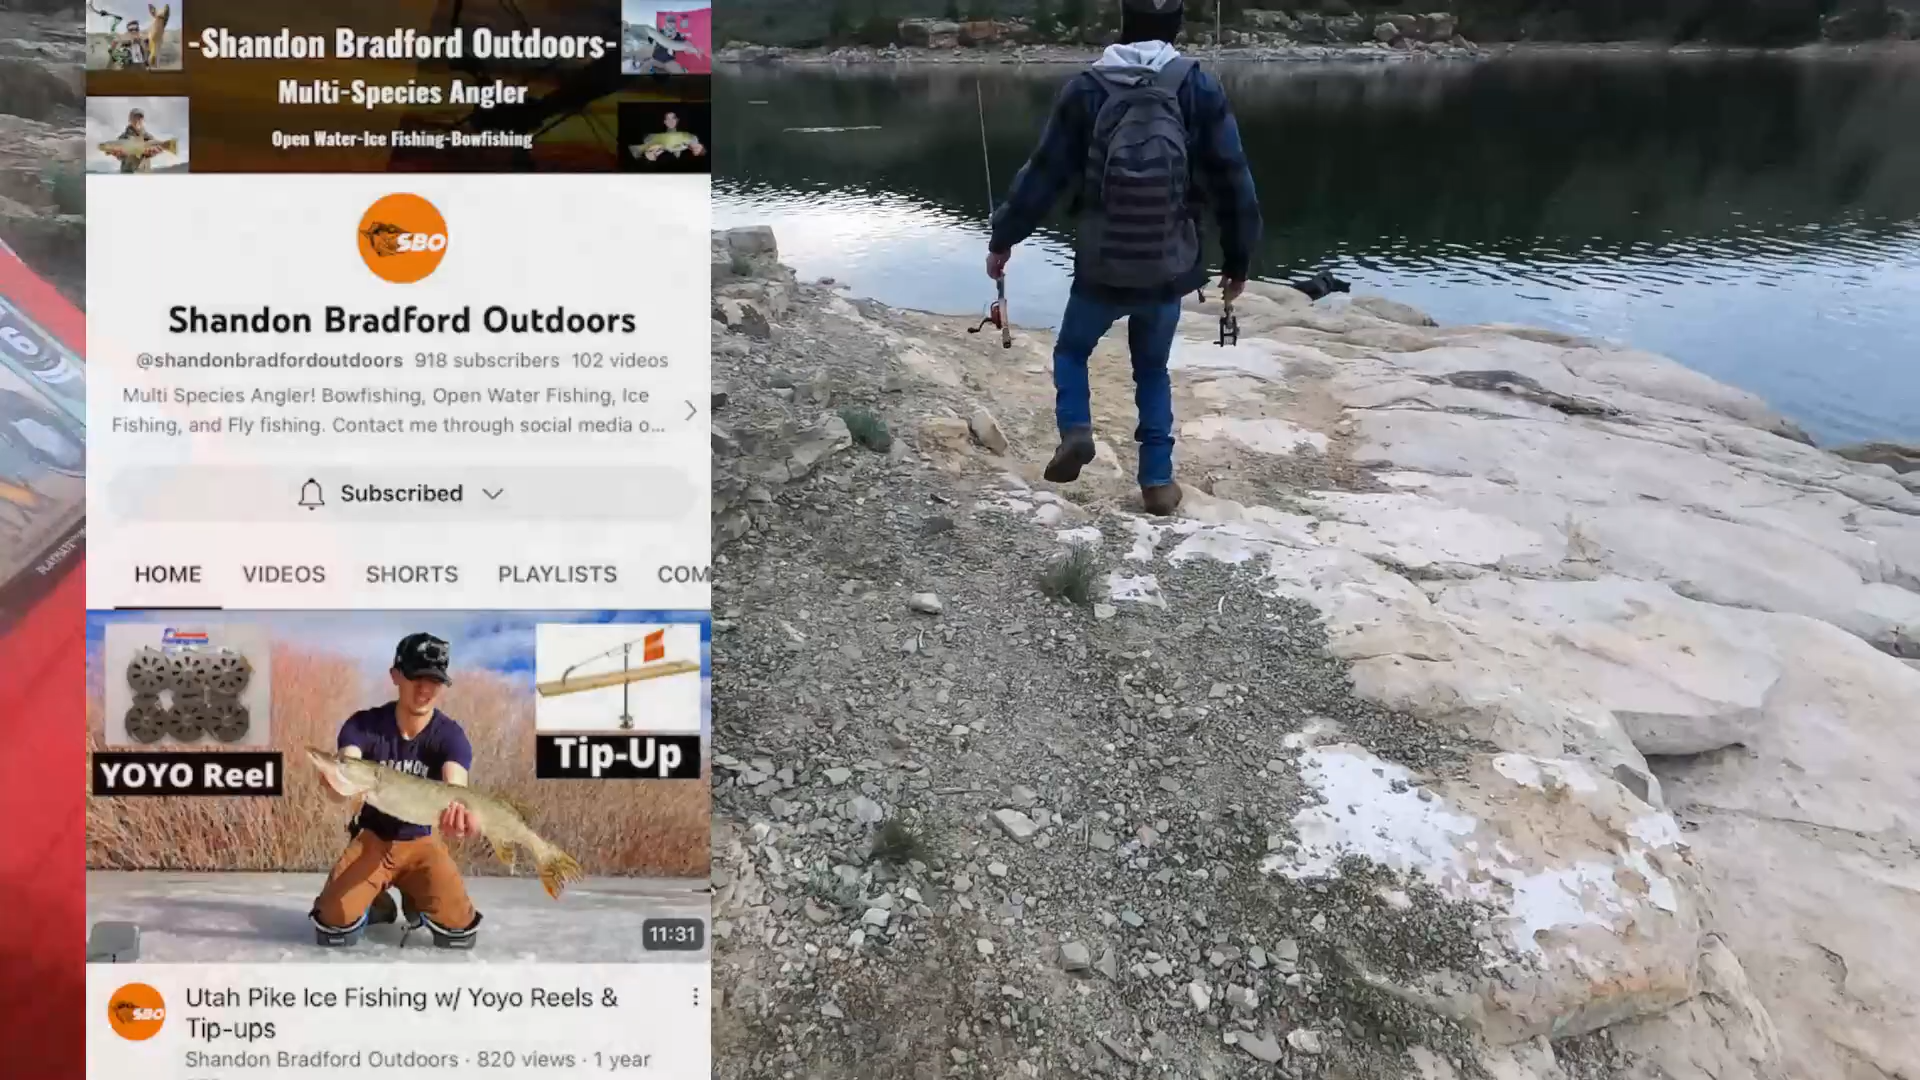 -Shandon Bradford Outdoors-
Multi-Species Angler
Open Water-Ice Fishing-Bowfishing
SBO
Shandon Bradford Outdoors
@shandonbradfordoutdoors 918 subscribers 102 videos
Multi Species Angler! Bowfishing, Open Water Fishing, Ice
Fishing, and Fly fishing. Contact me through social media o...
Subscribed
HOME VIDEOS SHORTS PLAYLISTS COM
YOYO Reel
Tip-Up
11:31
SBO
Utah Pike Ice Fishing w/ Yoyo Reels &
Tip-ups
Shandon Bradford Outdoors · 820 views · 1 year